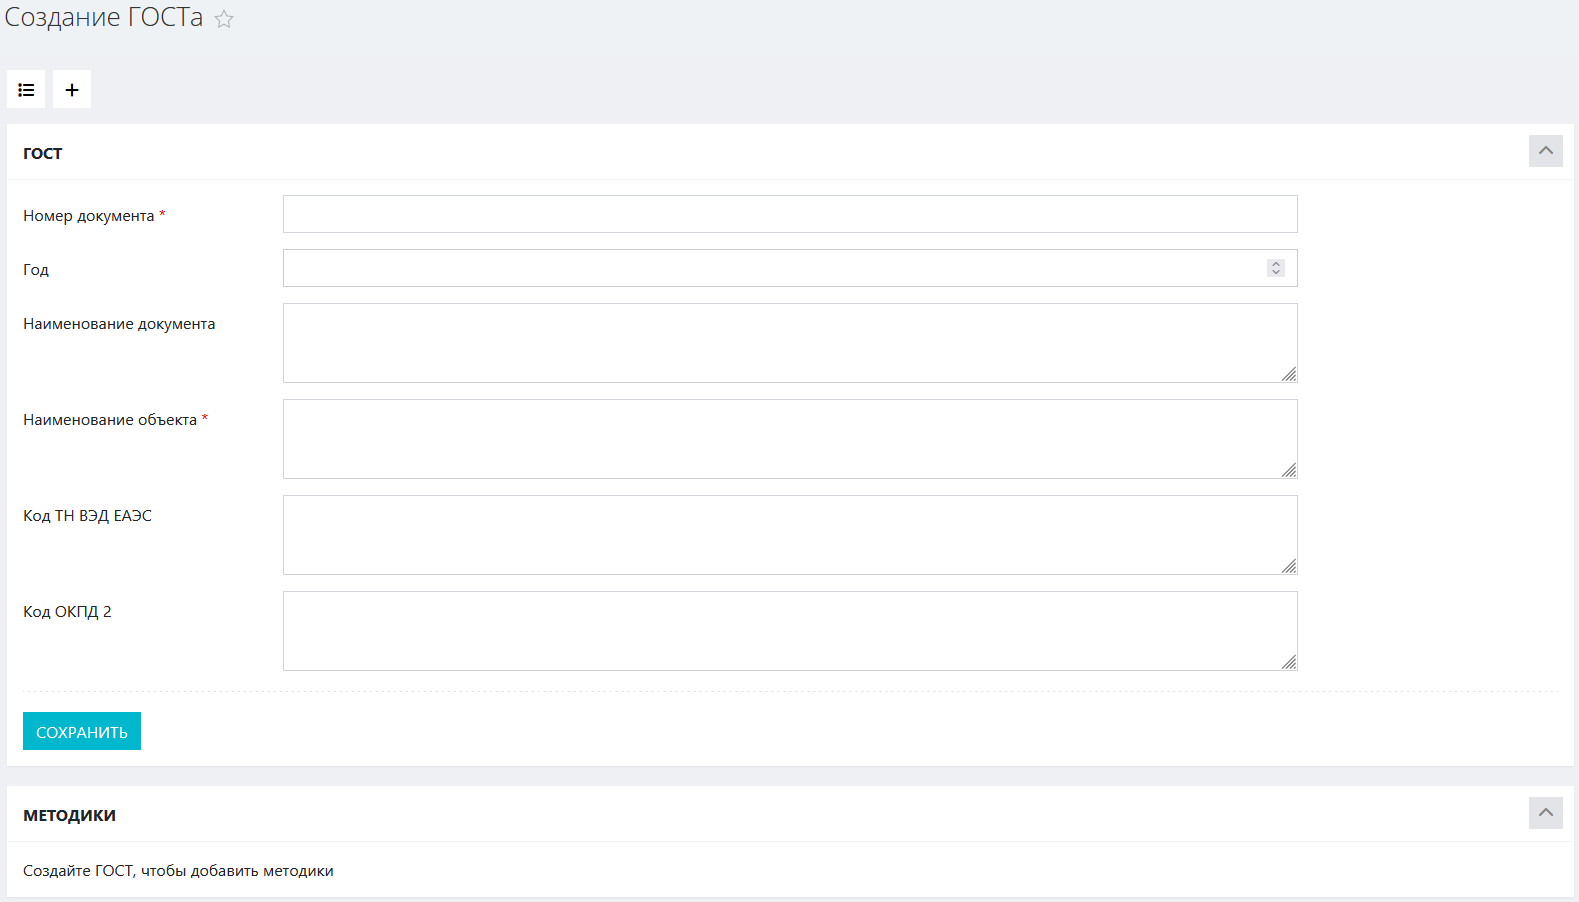 Создание ГОСТа
ГОСТ
Номер документа *
Год
Наименование документа
Наименование объекта *
Код ТН ВЭД ЕАЭС
Код ОКПД 2
СОХРАНИТЬ
МЕТОДИКИ
Создайте ГОСТ, чтобы добавить методики